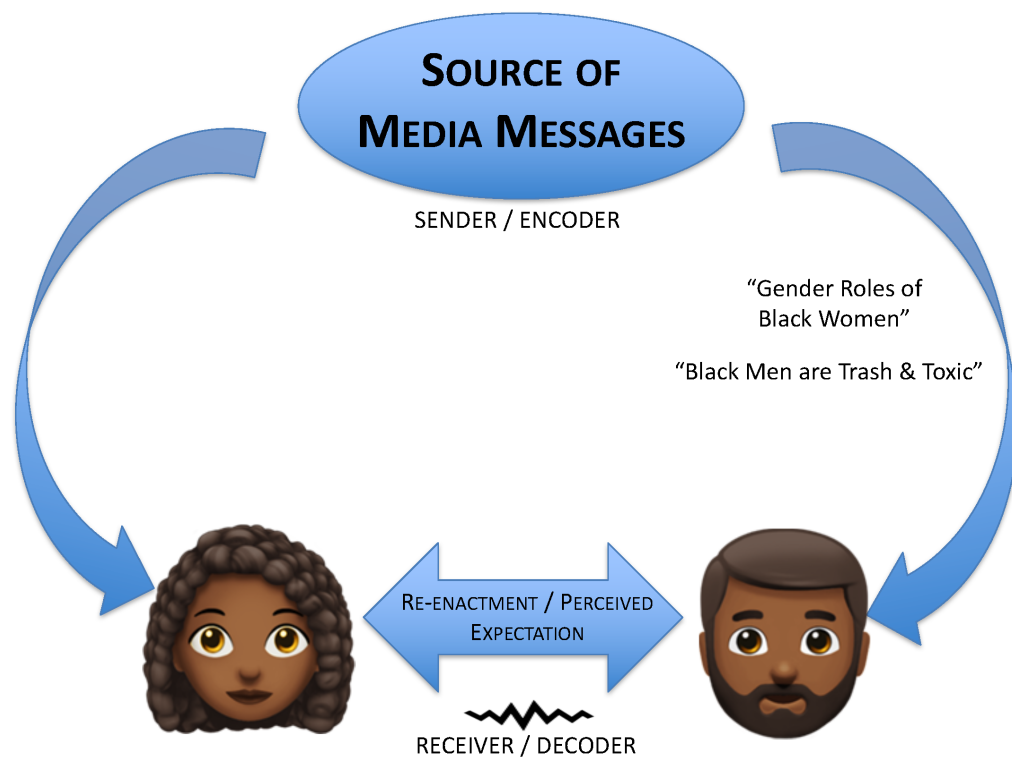 SOURCE OF
MEDIA MESSAGES
SENDER / ENCODER
“Gender Roles of
Black Women”
“Black Men are Trash & Toxic”
RE-ENACTMENT / PERCEIVED
EXPECTATION
RECEIVER / DECODER